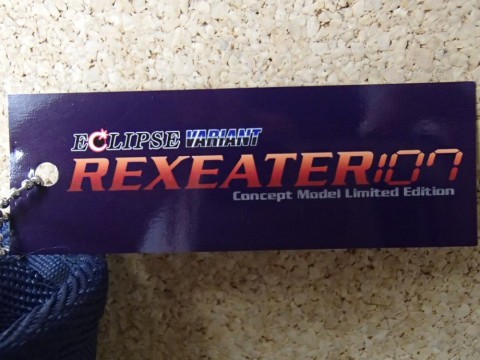 ECLIPSE VARIANT
REXEATER107
Concept Model Limited Edition